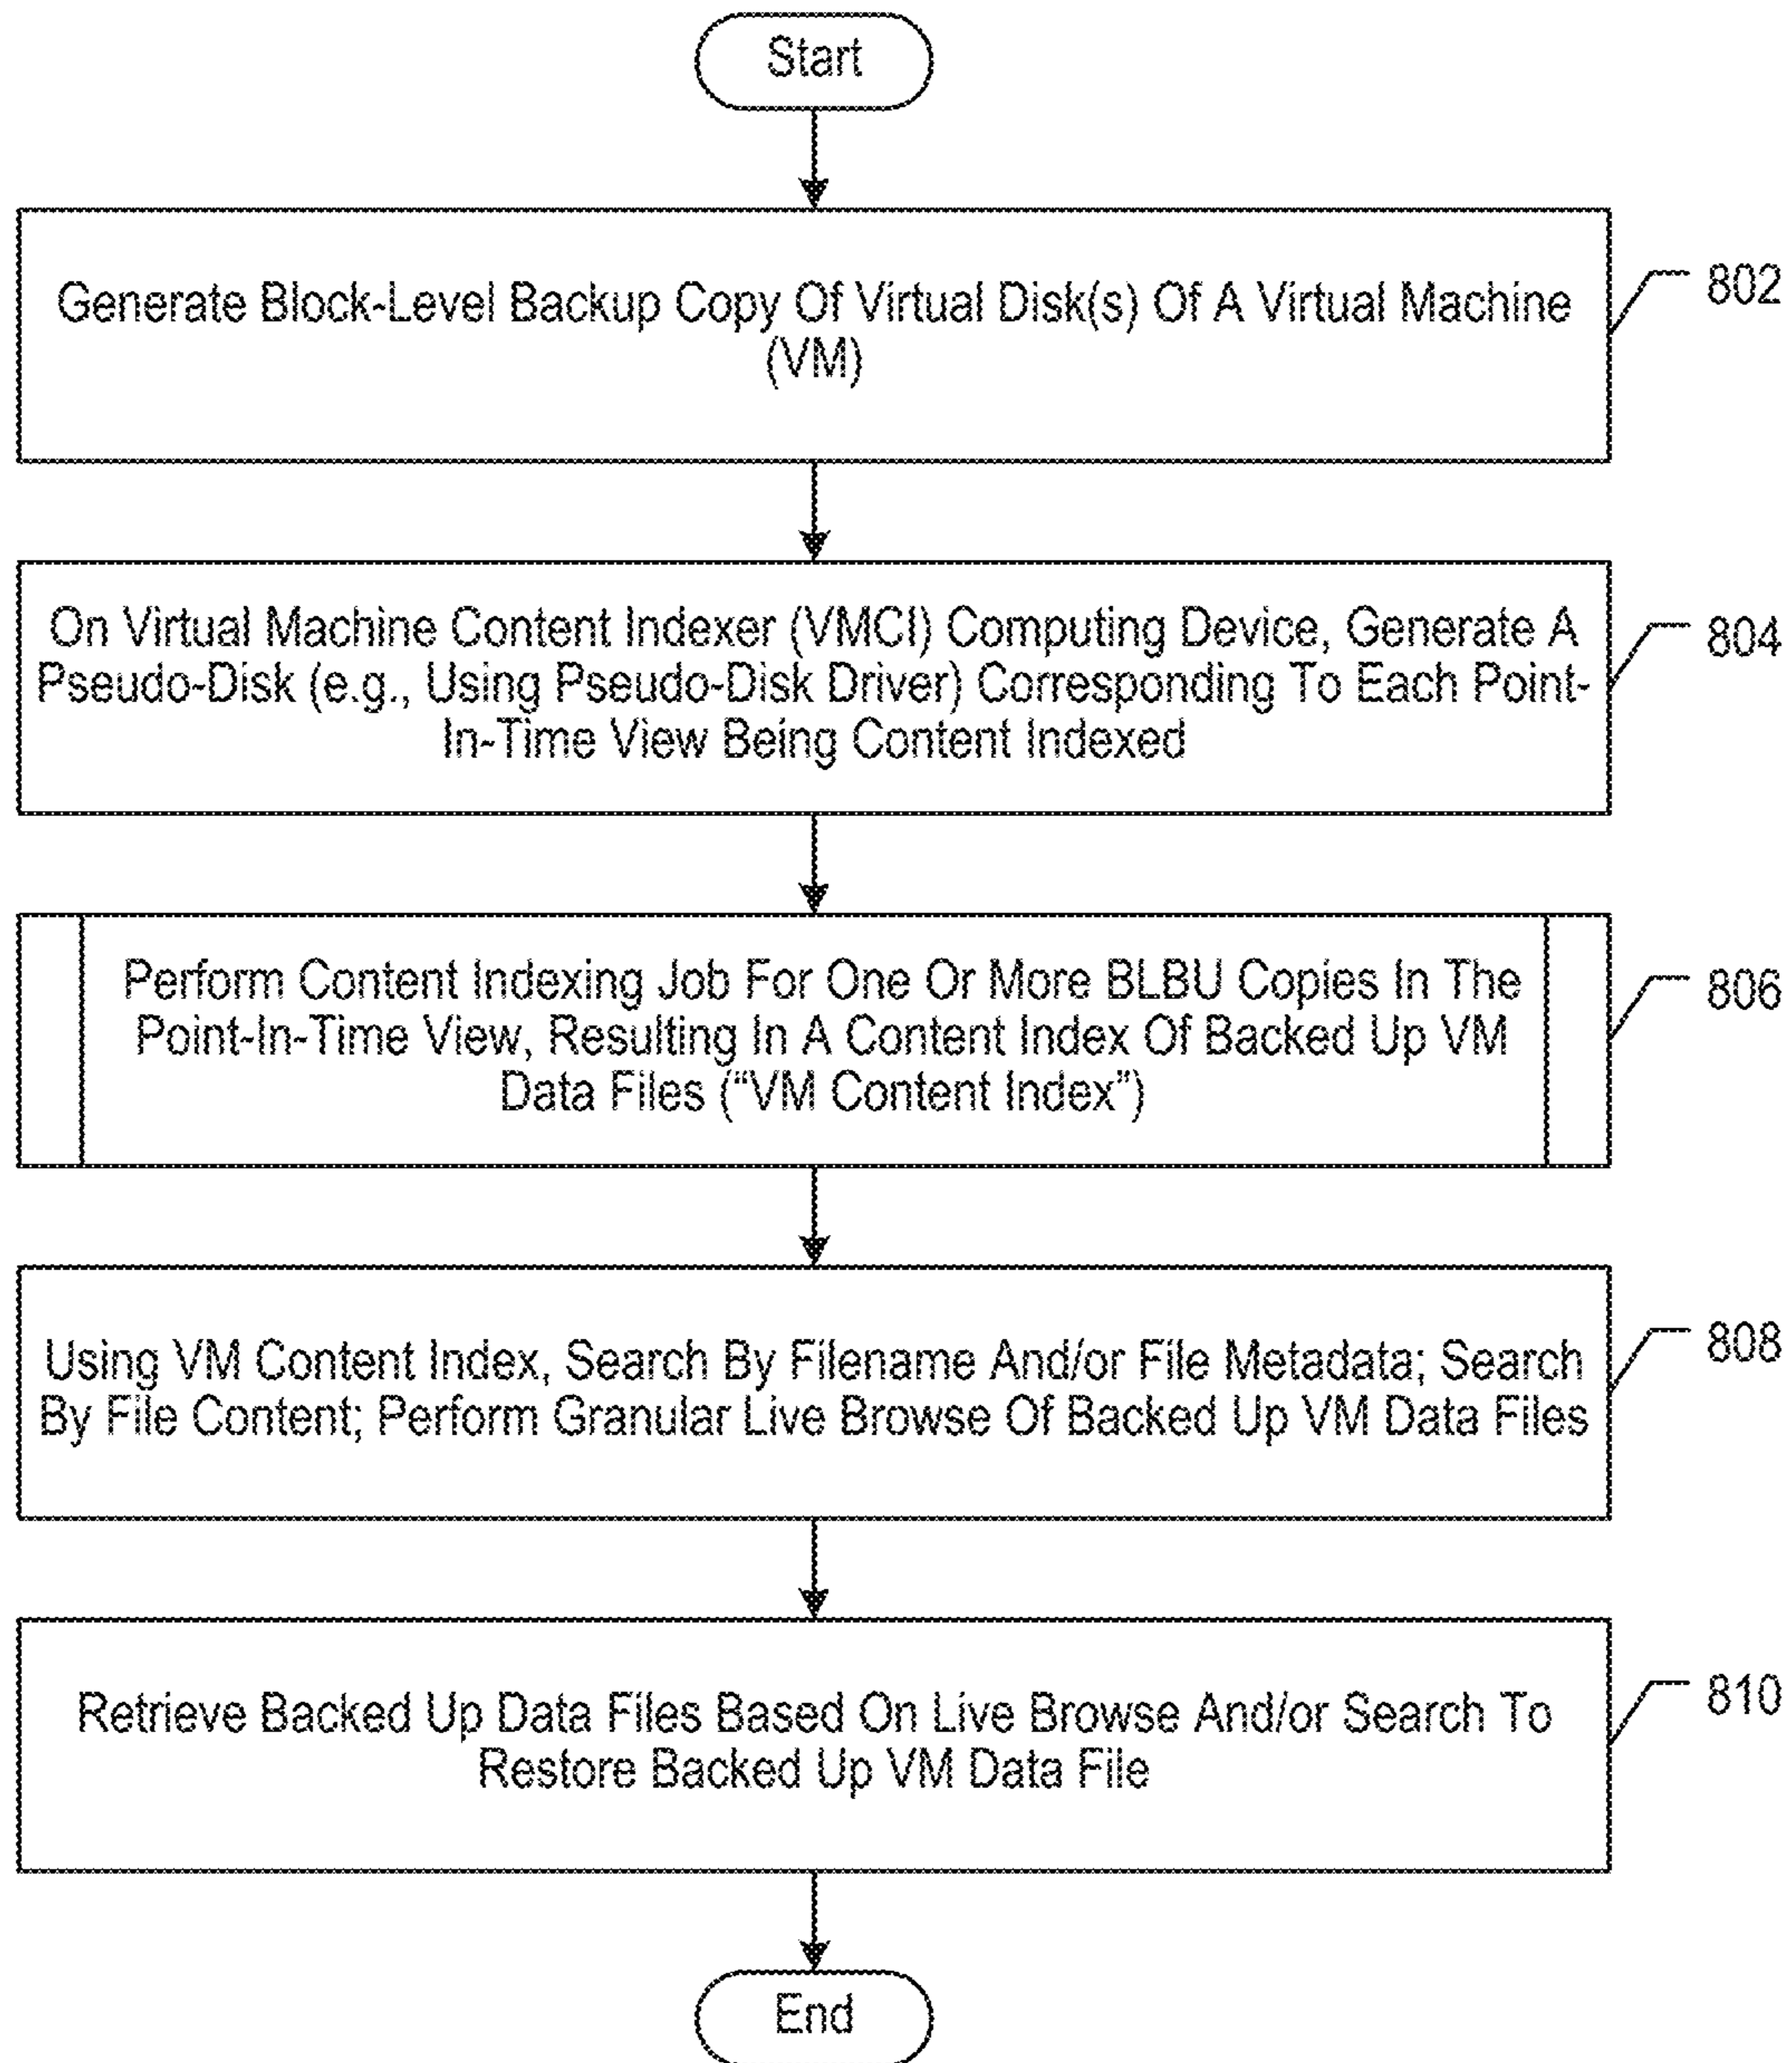 Start
Generate Block-Level Backup Copy Of Virtual Disk(s) Of A Virtual Machine
(VM)
802
On Virtual Machine Content Indexer (VMCI) Computing Device, Generate A
Pseudo-Disk (e.g., Using Pseudo-Disk Driver) Corresponding To Each Point-
In-Time View Being Content Indexed
804
Perform Content Indexing Job For One Or More BLBU Copies In The
Point-In-Time View, Resulting In A Content Index Of Backed Up VM
Data Files (“VM Content Index”)
806
Using VM Content Index, Search By Filename And/or File Metadata; Search
By File Content; Perform Granular Live Browse Of Backed Up VM Data Files
808
Retrieve Backed Up Data Files Based On Live Browse And/or Search To
Restore Backed Up VM Data File
810
End